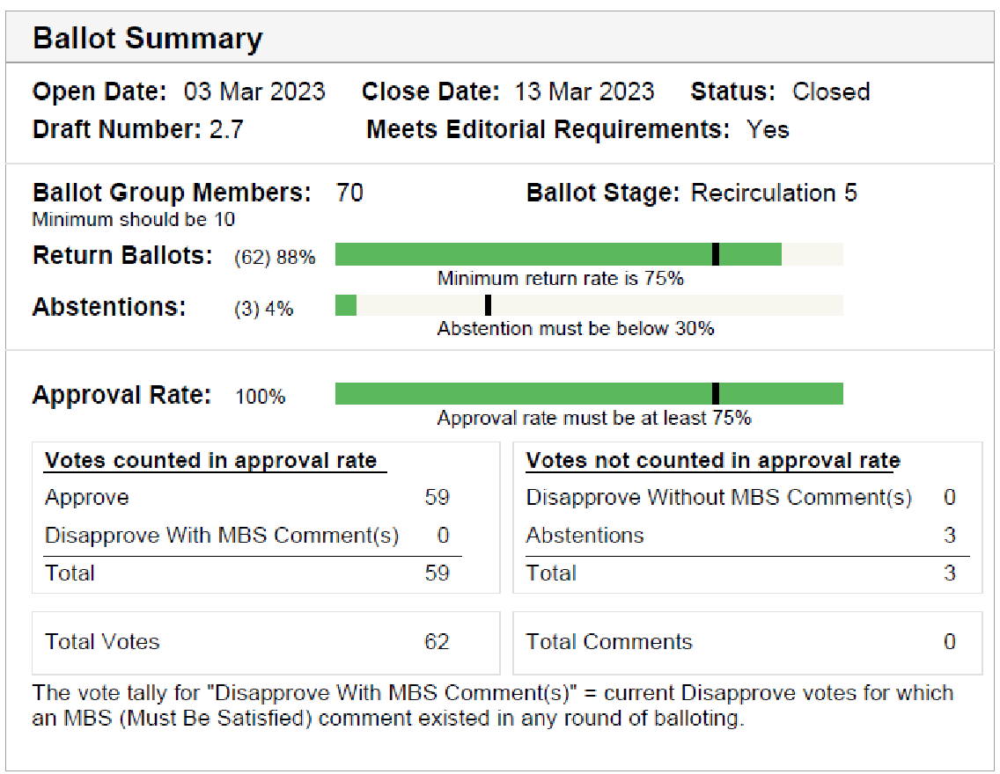 Ballot Summary
Open Date: 03 Mar 2023 Close Date: 13 Mar 2023 Status: Closed
Draft Number: 2.7 Meets Editorial Requirements: Yes
Ballot Group Members: 70 Ballot Stage: Recirculation 5
Minimum should be 10
Return Ballots: (62) 88%
Minimum return rate is 75%
Abstentions: (3) 4%
Abstention must be below 30%
Approval Rate: 100%
Approval rate must be at least 75%
Votes counted in approval rate
Approve 59
Disapprove With MBS Comment(s) 0
Total 59
Votes not counted in approval rate
Disapprove Without MBS Comment(s) 0
Abstentions 3
Total 3
Total Votes 62
Total Comments 0
The vote tally for "Disapprove With MBS Comment(s)" = current Disapprove votes for which
an MBS (Must Be Satisfied) comment existed in any round of balloting.